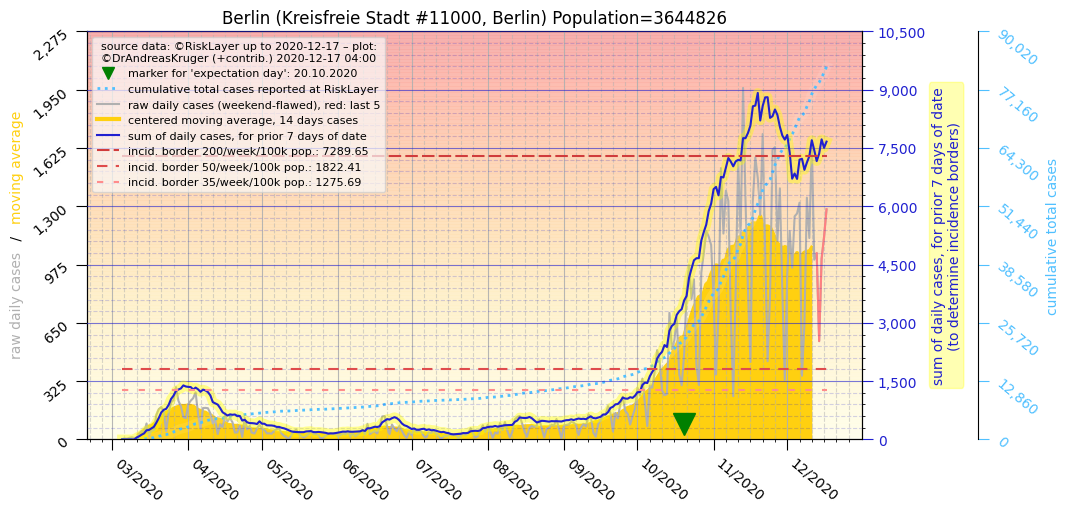 Berlin (Kreisfreie Stadt #11000, Berlin) Population=3644826
source data: ©RiskLayer up to 2020-12-17 – plot:
©DrAndreasKruger (+contrib.) 2020-12-17 04:00
marker for 'expectation day': 20.10.2020
cumulative total cases reported at RiskLayer
raw daily cases (weekend-flawed), red: last 5
centered moving average, 14 days cases
sum of daily cases, for prior 7 days of date
incid. border 200/week/100k pop.: 7289.65
incid. border 50/week/100k pop.: 1822.41
incid. border 35/week/100k pop.: 1275.69
raw daily cases / moving average
2,275
1,950
1,625
1,300
975
650
325
0
03/2020
04/2020
05/2020
06/2020
07/2020
08/2020
09/2020
10/2020
11/2020
12/2020
10,500
9,000
7,500
6,000
4,500
3,000
1,500
0
sum of daily cases, for prior 7 days of date
(to determine incidence borders)
90,020
77,160
64,300
51,440
38,580
25,720
12,860
0
cumulative total cases